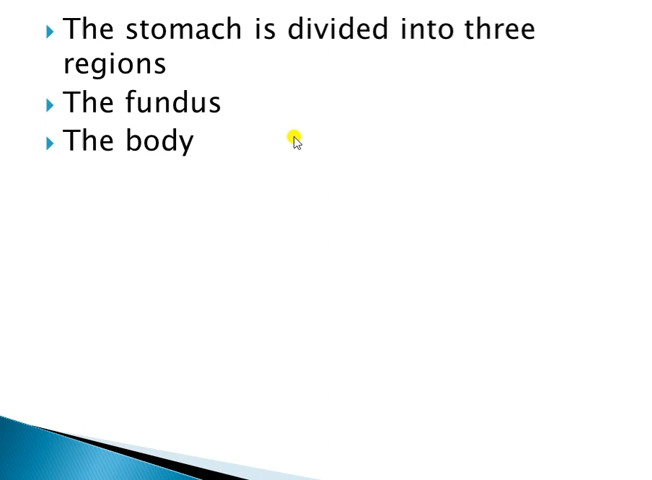 The stomach is divided into three
regions
The fundus
The body